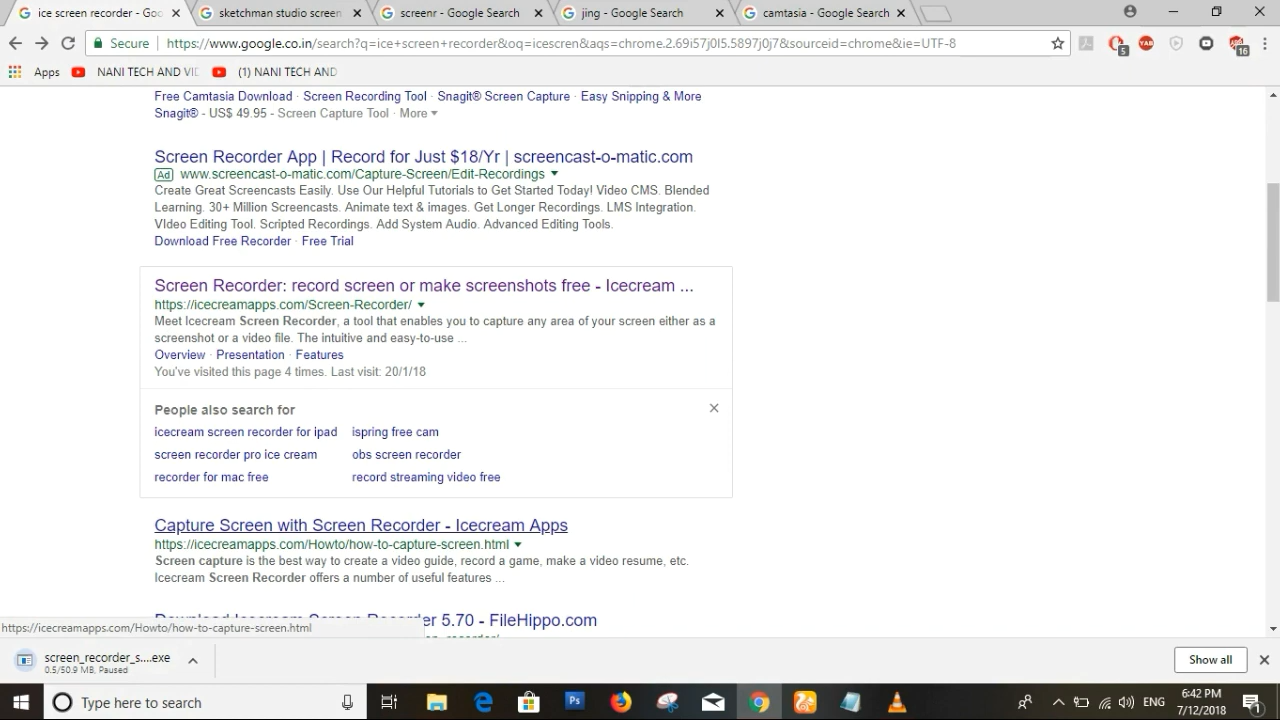 ice screen recorder - Goo
sketchman studio screen
screenr - Google Search
jing - Google Search
camtasia - Google Search
Secure
https://www.google.co.in/search?q=ice+screen+recorder&oq=icescren&aqs=chrome.2.69i57j0l5.5897j0j7&sourceid=chrome&ie=UTF-8
5
YAB
16
Apps
NANI TECH AND VID
(1) NANI TECH AND
Free Camtasia Download · Screen Recording Tool · Snagit® Screen Capture · Easy Snipping & More
Snagit® - US$ 49.95 - Screen Capture Tool · More
Screen Recorder App | Record for Just $18/Yr | screencast-o-matic.com
Ad www.screencast-o-matic.com/Capture-Screen/Edit-Recordings
Create Great Screencasts Easily. Use Our Helpful Tutorials to Get Started Today! Video CMS. Blended
Learning. 30+ Million Screencasts. Animate text & images. Get Longer Recordings. LMS Integration.
VIdeo Editing Tool. Scripted Recordings. Add System Audio. Advanced Editing Tools.
Download Free Recorder · Free Trial
Screen Recorder: record screen or make screenshots free - Icecream ...
https://icecreamapps.com/Screen-Recorder/
Meet Icecream Screen Recorder, a tool that enables you to capture any area of your screen either as a
screenshot or a video file. The intuitive and easy-to-use ...
Overview · Presentation · Features
You've visited this page 4 times. Last visit: 20/1/18
People also search for
icecream screen recorder for ipad
ispring free cam
screen recorder pro ice cream
obs screen recorder
recorder for mac free
record streaming video free
Capture Screen with Screen Recorder - Icecream Apps
https://icecreamapps.com/Howto/how-to-capture-screen.html
Screen capture is the best way to create a video guide, record a game, make a video resume, etc.
Icecream Screen Recorder offers a number of useful features ...
Download Icecream Screen Recorder 5.70 - FileHippo.com
https://icecreamapps.com/Howto/how-to-capture-screen.html
screen_recorder_s....exe
0.5/50.9 MB, Paused
Show all
Type here to search
Ps
ENG
6:42 PM
7/12/2018
1